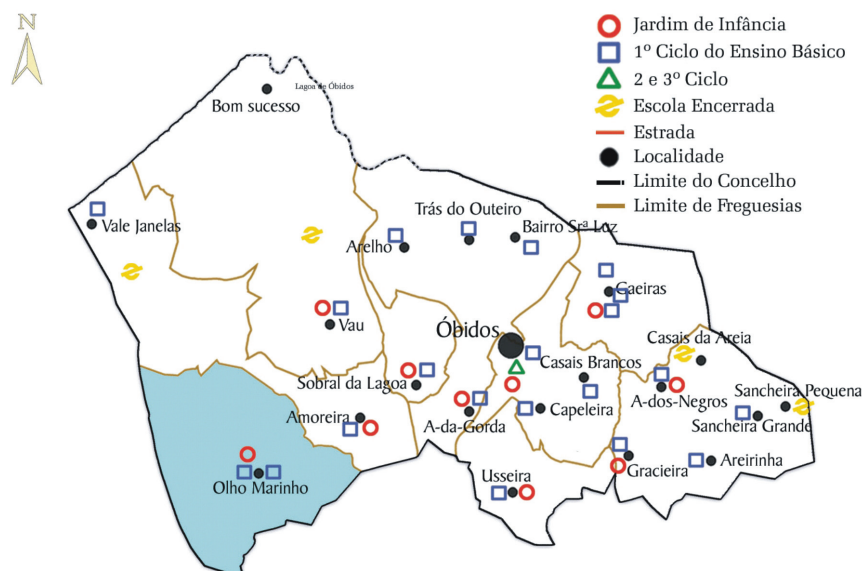 N
Jardim de Infância
1º Ciclo do Ensino Básico
2 e 3º Ciclo
Escola Encerrada
Estrada
Localidade
Limite do Concelho
Limite de Freguesias
Lagoa de Óbidos
Bom sucesso
Vale Janelas
Trás do Outeiro
Bairro Srª Luz
Arelho
Gaeiras
Vau
Óbidos
Casais da Areia
Casais Brancos
Sobral da Lagoa
Sancheira Pequena
A-dos-Negros
Amoreira
A-da-Gorda
Capeleira
Sancheira Grande
Gracieira
Areirinha
Usseira
Olho Marinho